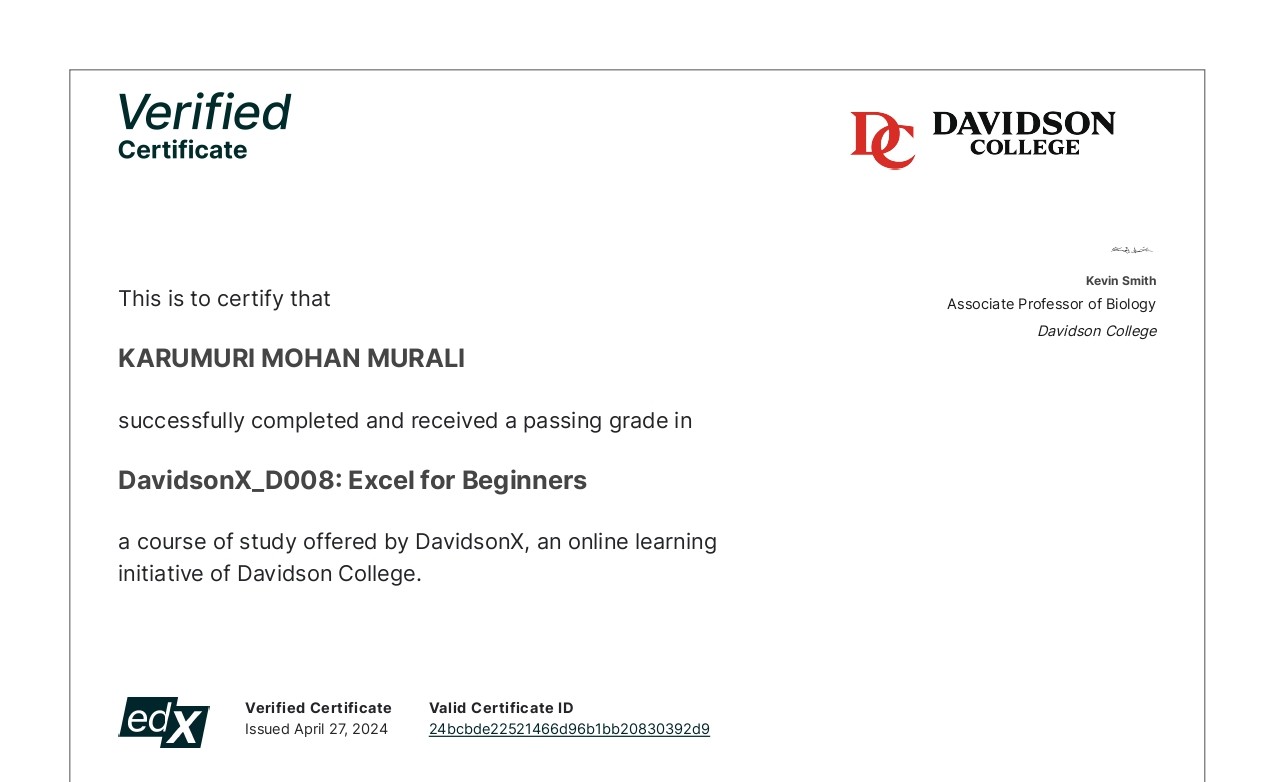 Verified
Certificate
DC DAVIDSON
COLLEGE
Kevin Smith
Associate Professor of Biology
Davidson College
This is to certify that
KARUMURI MOHAN MURALI
successfully completed and received a passing grade in
DavidsonX_D008: Excel for Beginners
a course of study offered by DavidsonX, an online learning
initiative of Davidson College.
edX
Verified Certificate
Issued April 27, 2024
Valid Certificate ID
24bcbde22521466d96b1bb20830392d9